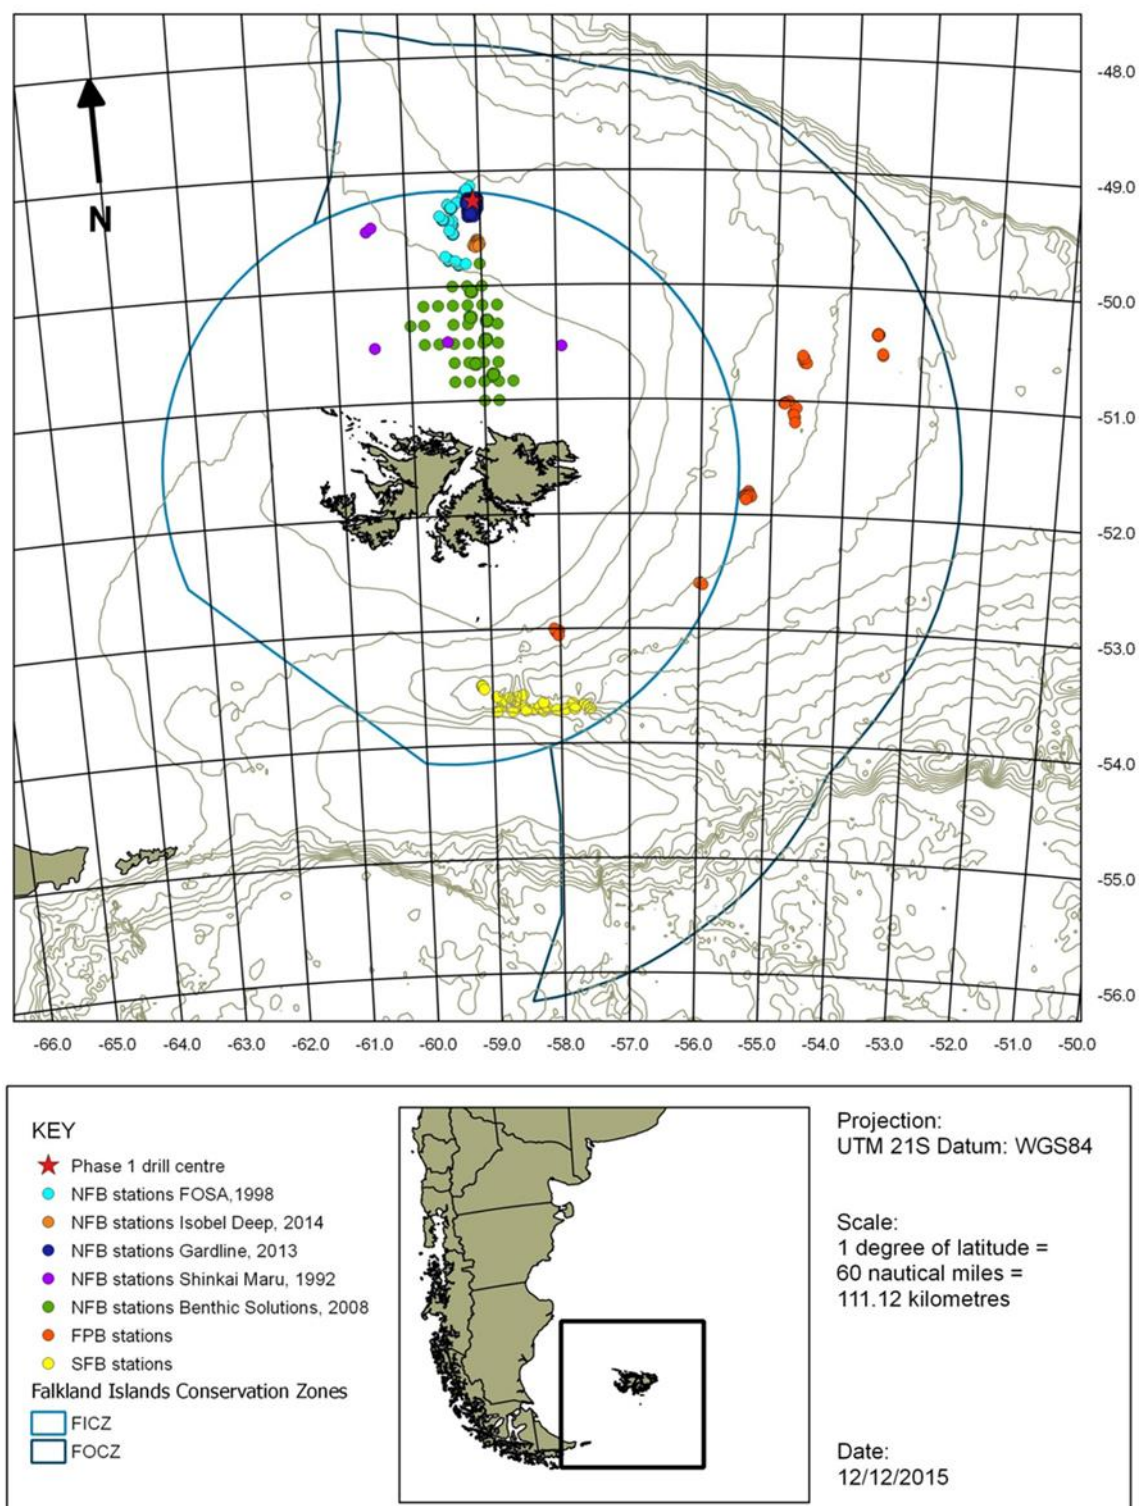 -48.0
-49.0
N
-50.0
-51.0
-52.0
-53.0
-54.0
-55.0
-56.0
-66.0 -65.0 -64.0 -63.0 -62.0 -61.0 -60.0 -59.0 -58.0 -57.0 -56.0 -55.0 -54.0 -53.0 -52.0 -51.0 -50.0
KEY
Phase 1 drill centre
NFB stations FOSA,1998
NFB stations Isobel Deep, 2014
NFB stations Gardline, 2013
NFB stations Shinkai Maru, 1992
NFB stations Benthic Solutions, 2008
FPB stations
SFB stations
Falkland Islands Conservation Zones
FICZ
FOCZ
Projection:
UTM 21S Datum: WGS84
Scale:
1 degree of latitude =
60 nautical miles =
111.12 kilometres
Date:
12/12/2015